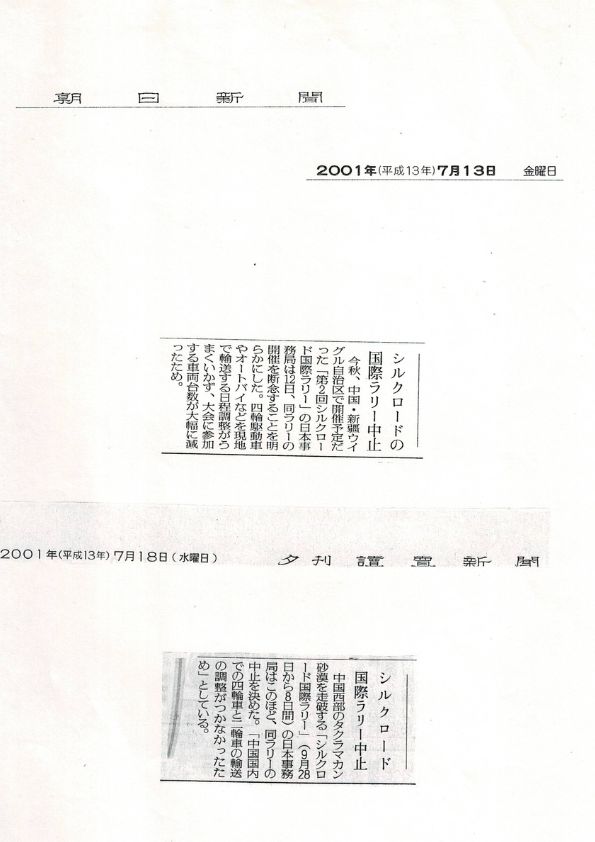 朝日新聞
2001年(平成13年)7月13日 金曜日
シルクロードの
国際ラリー中止
今秋、中国・新疆ウイ
グル自治区で開催予定だ
った「第2回シルクロー
ド国際ラリー」の日本事
務局は12日、同ラリーの
開催を断念することを明
らかにした。四輪駆動車
やオートバイなどを現地
で輸送する日程調整がう
まくいかず、大会に参加
する車両台数が大幅に減
ったため。
2001年(平成13年)7月18日(水曜日)
夕刊 讀賣新聞
シルクロード
国際ラリー中止
中国西部のタクラマカン
砂漠を走破する「シルクロ
ード国際ラリー」(9月28
日から8日間)の日本事務
局はこのほど、同ラリーの
中止を決めた。「中国国内
での四輪車と二輪車の輸送
の調整がつかなかったた
め」としている。